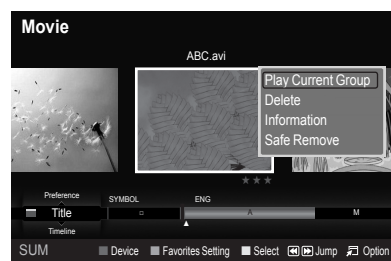 Movie
ABC.avi
Play Current Group
Delete
Information
Safe Remove
Preference
SYMBOL ENG
Title A M
Timeline
SUM Device Favorites Setting Select Jump Option